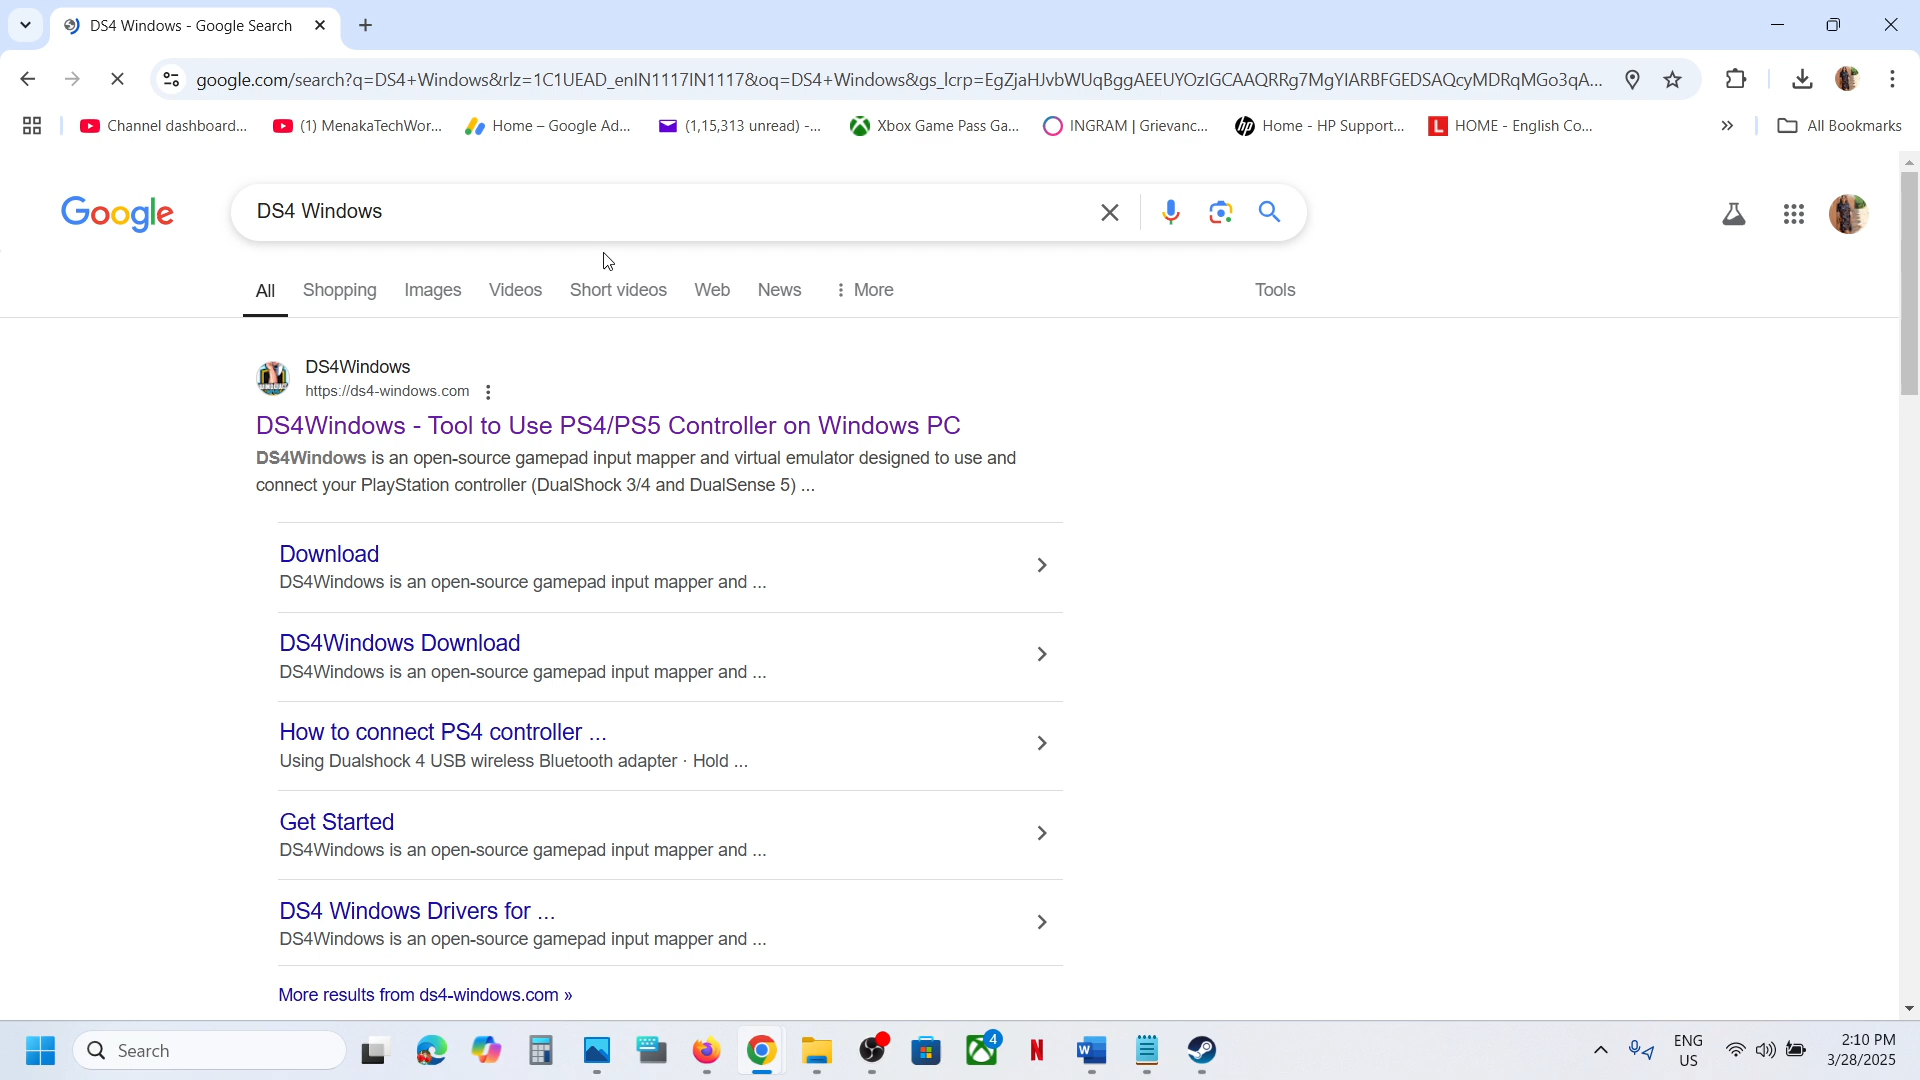 DS4 Windows - Google Search
google.com/search?q=DS4+Windows&rlz=1C1UEAD_enIN1117IN1117&oq=DS4+Windows&gs_lcrp=EgZjaHJvbWUqBggAEEUYOzIGCAAQRRg7MgYIARBFGEDSAQcyMDRqMGo3qA...
Channel dashboard...
(1) MenakaTechWor...
Home – Google Ad...
(1,15,313 unread) -...
Xbox Game Pass Ga...
INGRAM | Grievanc...
Home - HP Support...
HOME - English Co...
All Bookmarks
Google
DS4 Windows
All
Shopping
Images
Videos
Short videos
Web
News
More
Tools
DS4Windows
https://ds4-windows.com
DS4Windows - Tool to Use PS4/PS5 Controller on Windows PC
DS4Windows is an open-source gamepad input mapper and virtual emulator designed to use and
connect your PlayStation controller (DualShock 3/4 and DualSense 5) ...
Download
DS4Windows is an open-source gamepad input mapper and ...
DS4Windows Download
DS4Windows is an open-source gamepad input mapper and ...
How to connect PS4 controller ...
Using Dualshock 4 USB wireless Bluetooth adapter · Hold ...
Get Started
DS4Windows is an open-source gamepad input mapper and ...
DS4 Windows Drivers for ...
DS4Windows is an open-source gamepad input mapper and ...
More results from ds4-windows.com »
Search
4
ENG
US
2:10 PM
3/28/2025